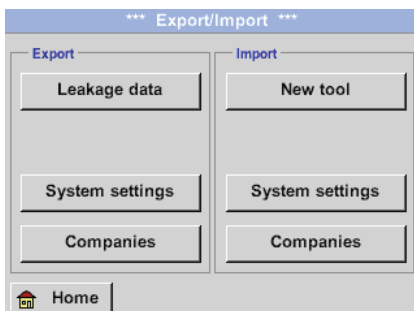 *** Export/Import ***
Export
Leakage data
System settings
Companies
Import
New tool
System settings
Companies
Home